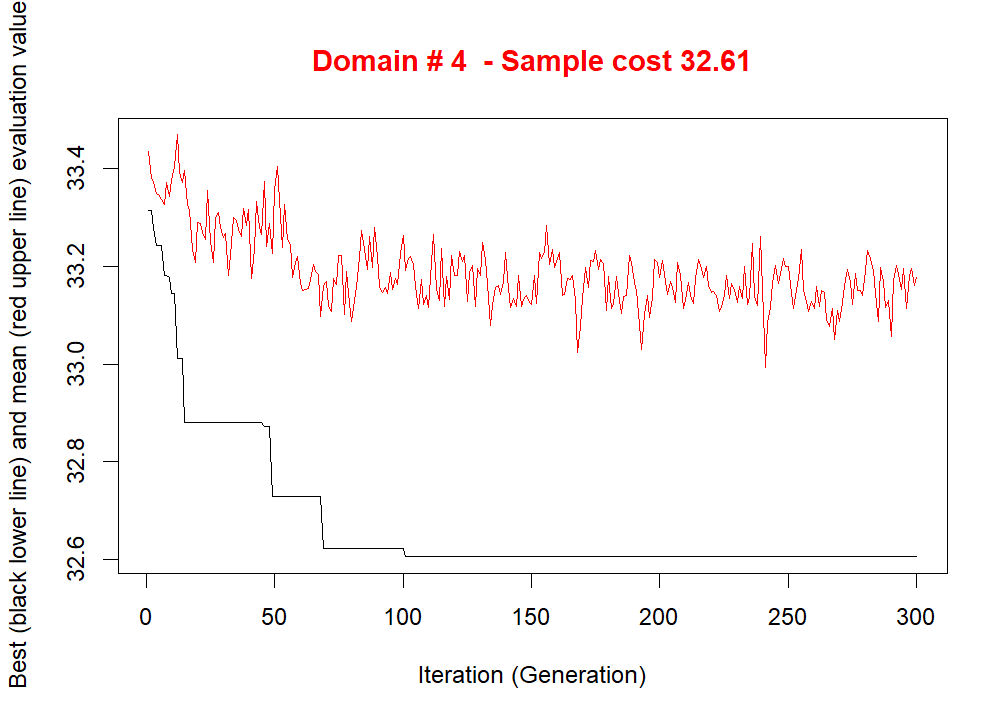 Domain # 4  - Sample cost 32.61
Best (black lower line) and mean (red upper line) evaluation value
33.4
33.2
33.0
32.8
32.6
0 50 100 150 200 250 300
Iteration (Generation)